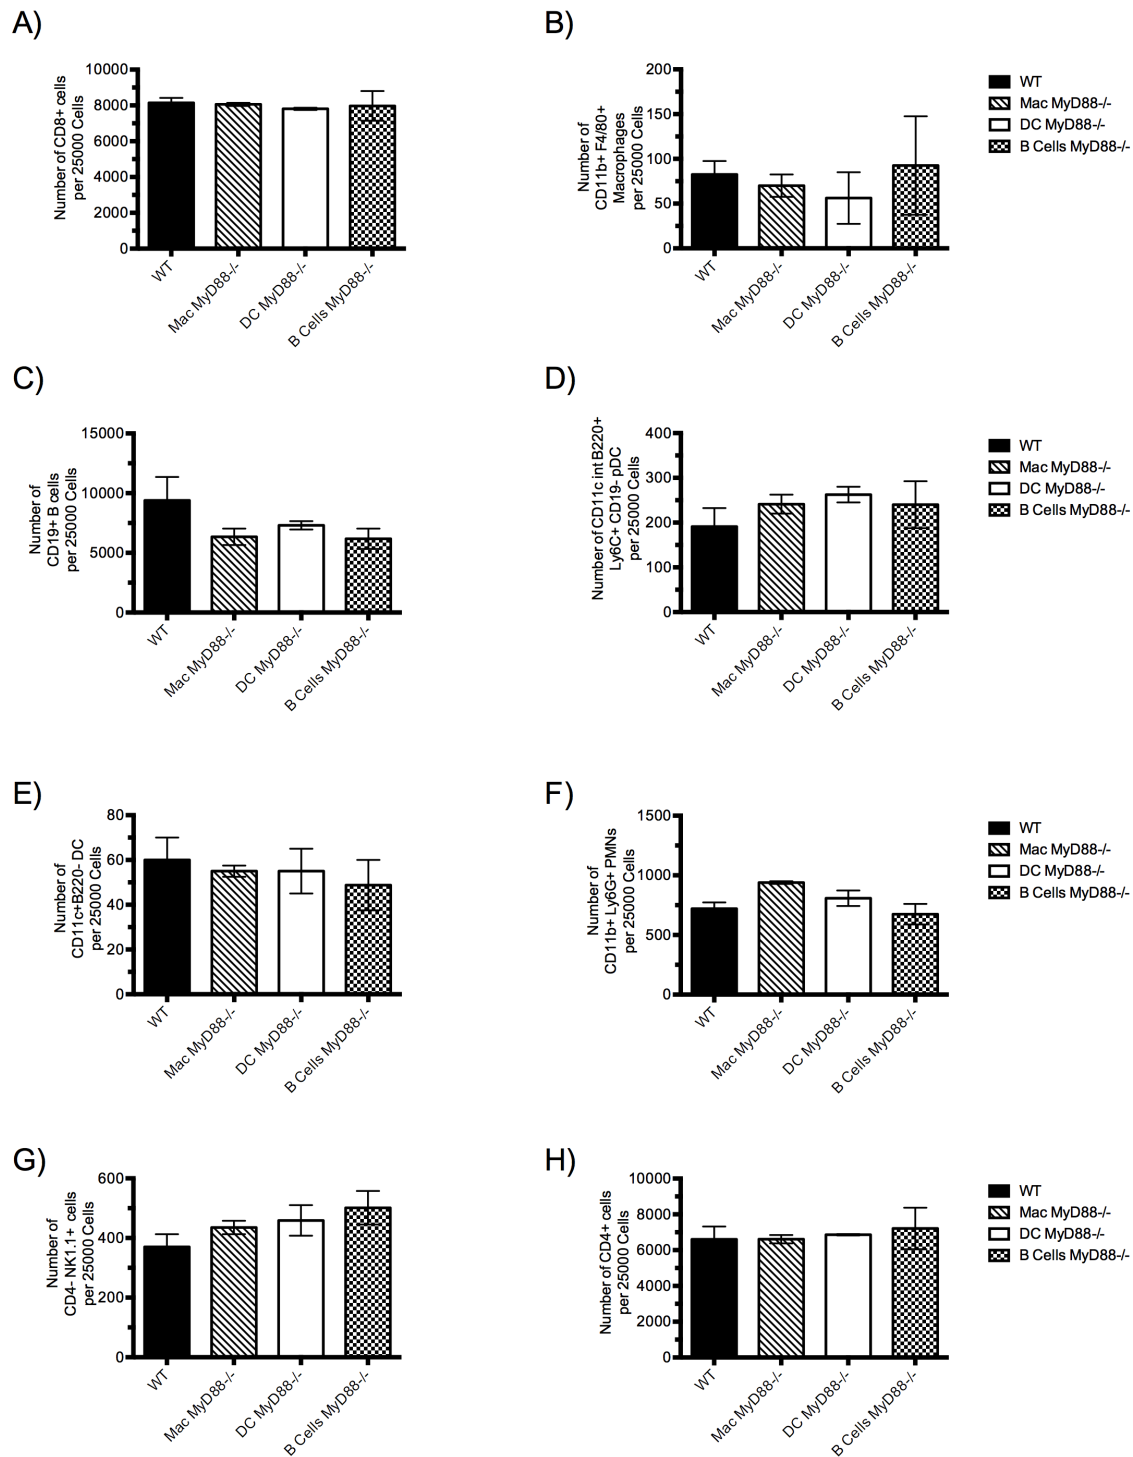 A)
Number of CD8+ cells
per 25000 Cells
10000
8000
6000
4000
2000
0
WT
Mac MyD88-/-
DC MyD88-/-
B Cells MyD88-/-
B)
Number of
CD11b+ F4/80+
Macrophages
per 25000 Cells
200
150
100
50
0
WT
Mac MyD88-/-
DC MyD88-/-
B Cells MyD88-/-
WT
Mac MyD88-/-
DC MyD88-/-
B Cells MyD88-/-
C)
Number of
CD19+ B cells
per 25000 Cells
15000
10000
5000
0
WT
Mac MyD88-/-
DC MyD88-/-
B Cells MyD88-/-
D)
Number of CD11c int B220+
Ly6C+ CD19- pDC
per 25000 Cells
400
300
200
100
0
WT
Mac MyD88-/-
DC MyD88-/-
B Cells MyD88-/-
WT
Mac MyD88-/-
DC MyD88-/-
B Cells MyD88-/-
E)
Number of
CD11c+B220- DC
per 25000 Cells
80
60
40
20
0
WT
Mac MyD88-/-
DC MyD88-/-
B Cells MyD88-/-
F)
Number of
CD11b+ Ly6G+ PMNs
per 25000 Cells
1500
1000
500
0
WT
Mac MyD88-/-
DC MyD88-/-
B Cells MyD88-/-
WT
Mac MyD88-/-
DC MyD88-/-
B Cells MyD88-/-
G)
Number of
CD4- NK1.1+ cells
per 25000 Cells
600
400
200
0
WT
Mac MyD88-/-
DC MyD88-/-
B Cells MyD88-/-
H)
Number of CD4+ cells
per 25000 Cells
10000
8000
6000
4000
2000
0
WT
Mac MyD88-/-
DC MyD88-/-
B Cells MyD88-/-
WT
Mac MyD88-/-
DC MyD88-/-
B Cells MyD88-/-